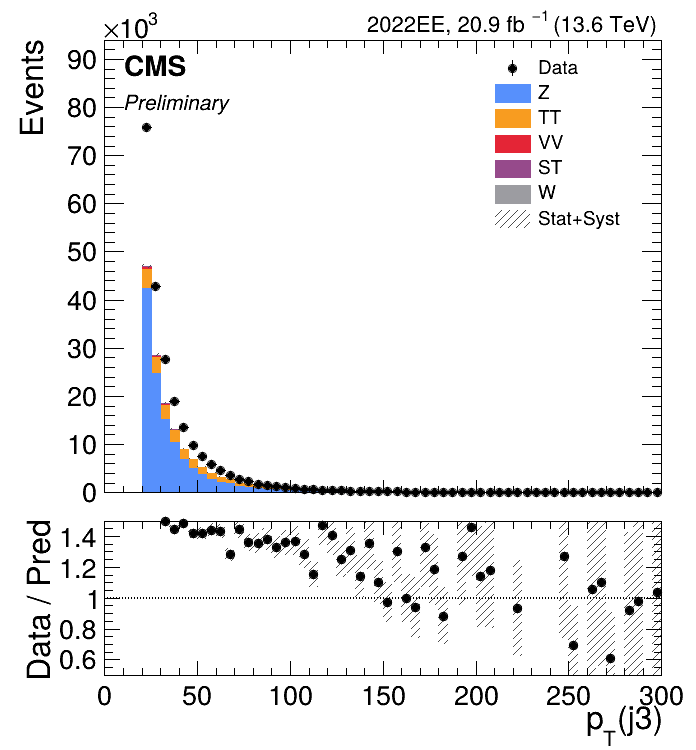 ×10³
2022EE, 20.9 fb⁻¹ (13.6 TeV)
Events
CMS
Preliminary
Data
Z
TT
VV
ST
W
Stat+Syst
90
80
70
60
50
40
30
20
10
0
Data / Pred
1.4
1.2
1
0.8
0.6
0 50 100 150 200 250 300
p_T(j3)